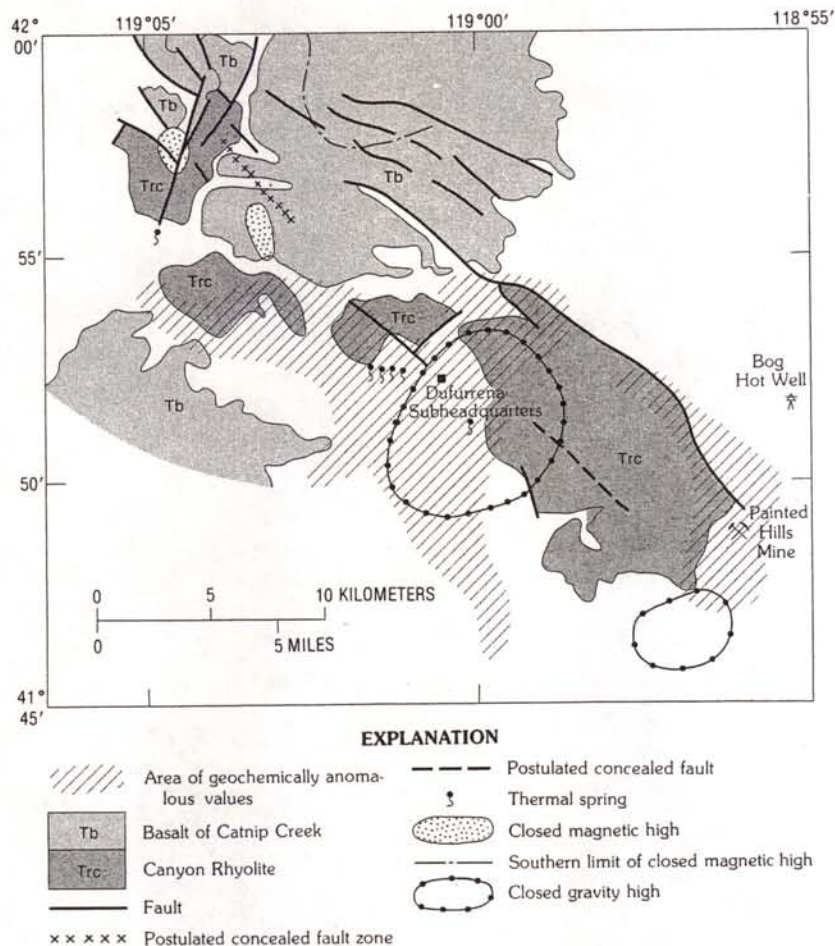 42°
00′
119°05′
119°00′
118°55′
Tb
Tb
Trc
Tb
55′
Trc
Trc
Tb
Dufurrena
Subheadquarters
Bog
Hot Well
50′
Trc
Painted
Hills
Mine
0 5 10 KILOMETERS
0 5 MILES
41°
45′
EXPLANATION
Area of geochemically anoma-
lous values
Tb Basalt of Catnip Creek
Trc Canyon Rhyolite
Fault
x x x x x Postulated concealed fault zone
Postulated concealed fault
Thermal spring
Closed magnetic high
Southern limit of closed magnetic high
Closed gravity high